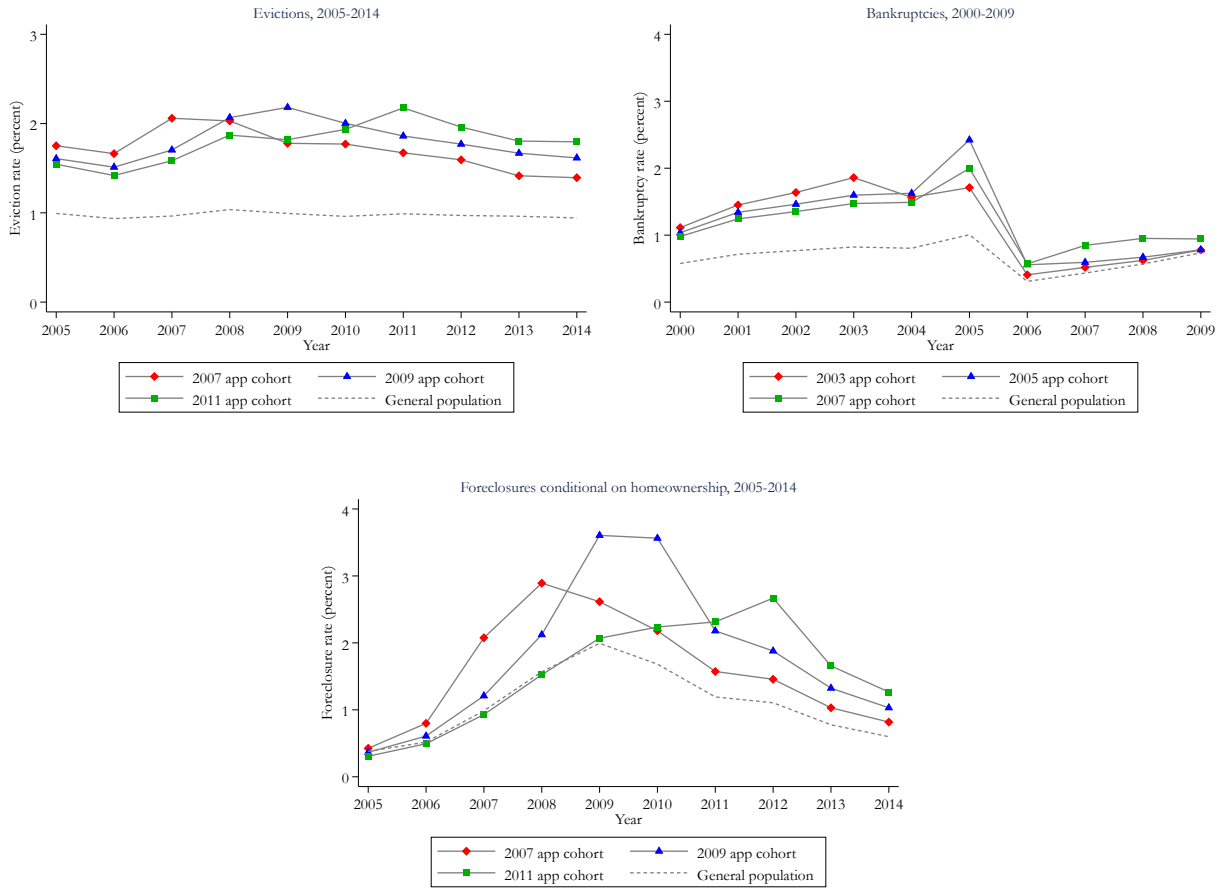 Evictions, 2005-2014
Eviction rate (percent)
3
2
1
0
2005 2006 2007 2008 2009 2010 2011 2012 2013 2014
Year
2007 app cohort 2009 app cohort
2011 app cohort General population
Bankruptcies, 2000-2009
Bankruptcy rate (percent)
4
3
2
1
0
2000 2001 2002 2003 2004 2005 2006 2007 2008 2009
Year
2003 app cohort 2005 app cohort
2007 app cohort General population
Foreclosures conditional on homeownership, 2005-2014
Foreclosure rate (percent)
4
3
2
1
0
2005 2006 2007 2008 2009 2010 2011 2012 2013 2014
Year
2007 app cohort 2009 app cohort
2011 app cohort General population